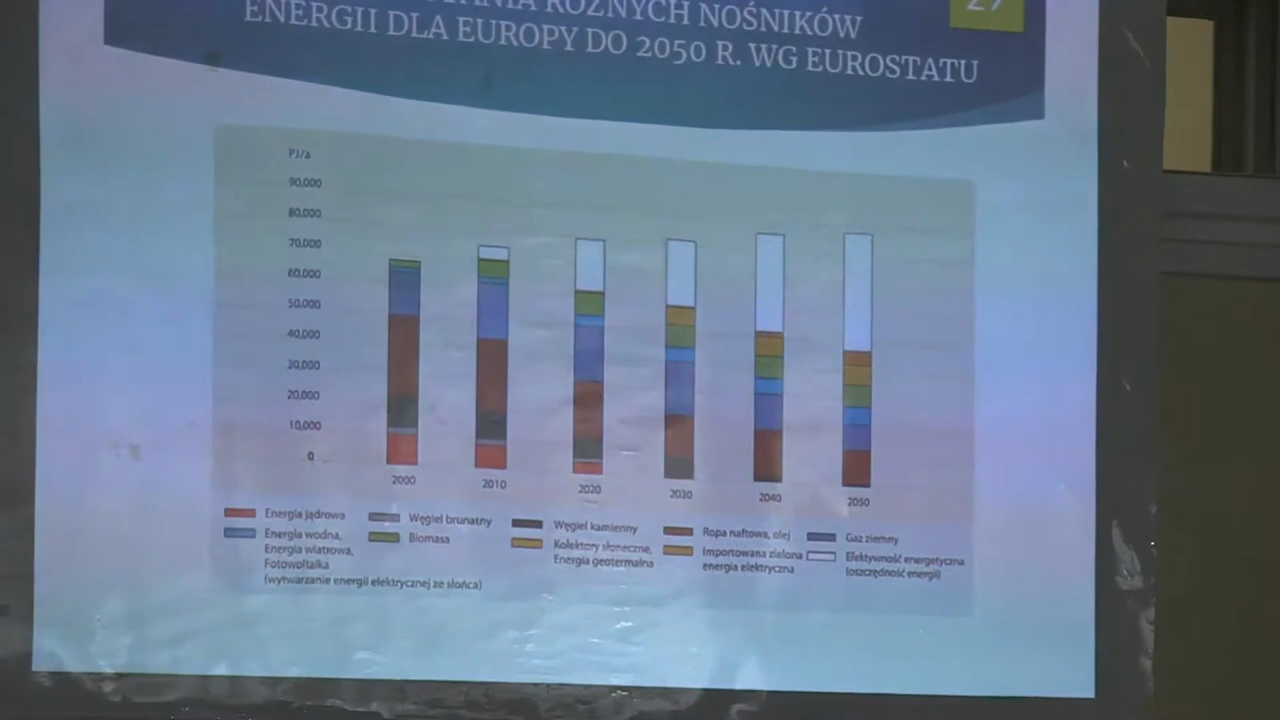 RÓŻNYCH NOŚNIKÓW
27
ENERGII DLA EUROPY DO 2050 R. WG EUROSTATU
PJ/a
90,000
80,000
70,000
60,000
50,000
40,000
30,000
20,000
10,000
0
2000
2010
2020
2030
2040
2050
Energia jądrowa
Węgiel brunatny
Węgiel kamienny
Ropa naftowa, olej
Gaz ziemny
Energia wodna,
Energia wiatrowa,
Fotowoltaika
(wytwarzanie energii elektrycznej ze słońca)
Biomasa
Kolektory słoneczne,
Energia geotermalna
Importowana zielona
energia elektryczna
Efektywność energetyczna
(oszczędność energii)